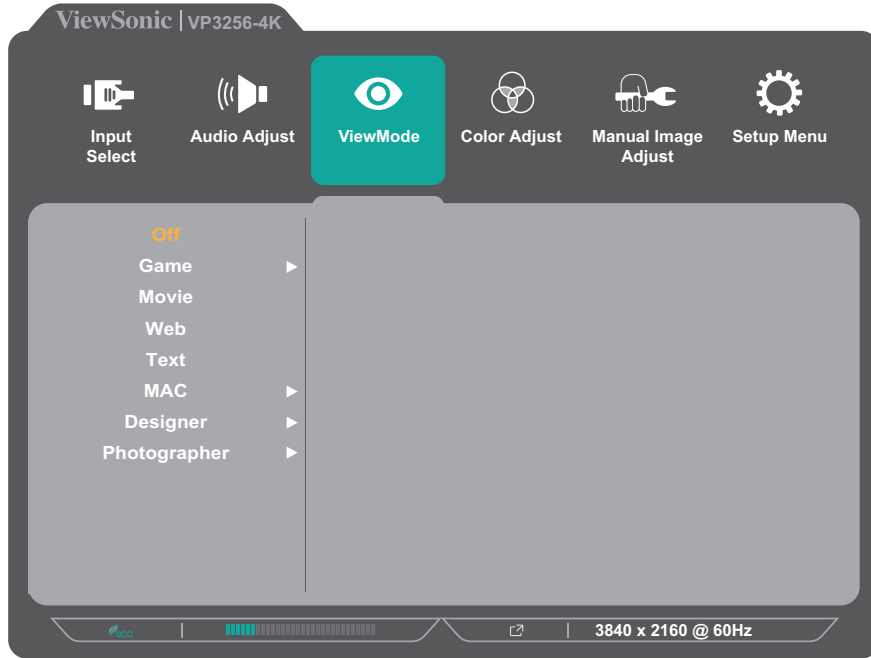 ViewSonic | VP3256-4K
Input
Select
Audio Adjust
ViewMode
Color Adjust
Manual Image
Adjust
Setup Menu
Off
Game
Movie
Web
Text
MAC
Designer
Photographer
ECO
3840 x 2160 @ 60Hz